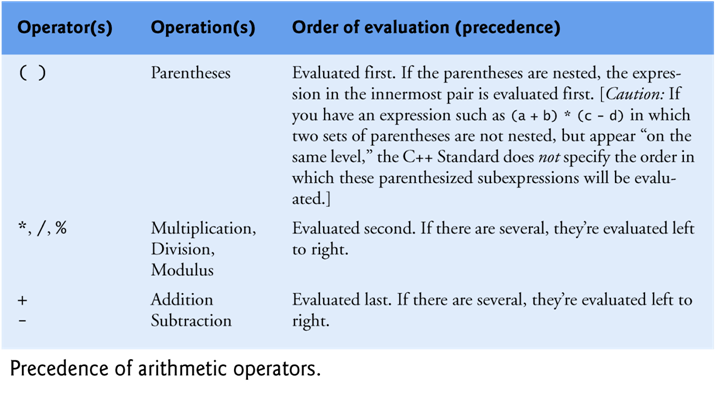 Operator(s) Operation(s) Order of evaluation (precedence)
( ) Parentheses Evaluated first. If the parentheses are nested, the expres-
sion in the innermost pair is evaluated first. [Caution: If
you have an expression such as (a + b) * (c - d) in which
two sets of parentheses are not nested, but appear “on the
same level,” the C++ Standard does not specify the order in
which these parenthesized subexpressions will be evalu-
ated.]
*, /, % Multiplication, Evaluated second. If there are several, they’re evaluated left
Division, to right.
Modulus
+ Addition Evaluated last. If there are several, they’re evaluated left to
- Subtraction right.
Precedence of arithmetic operators.